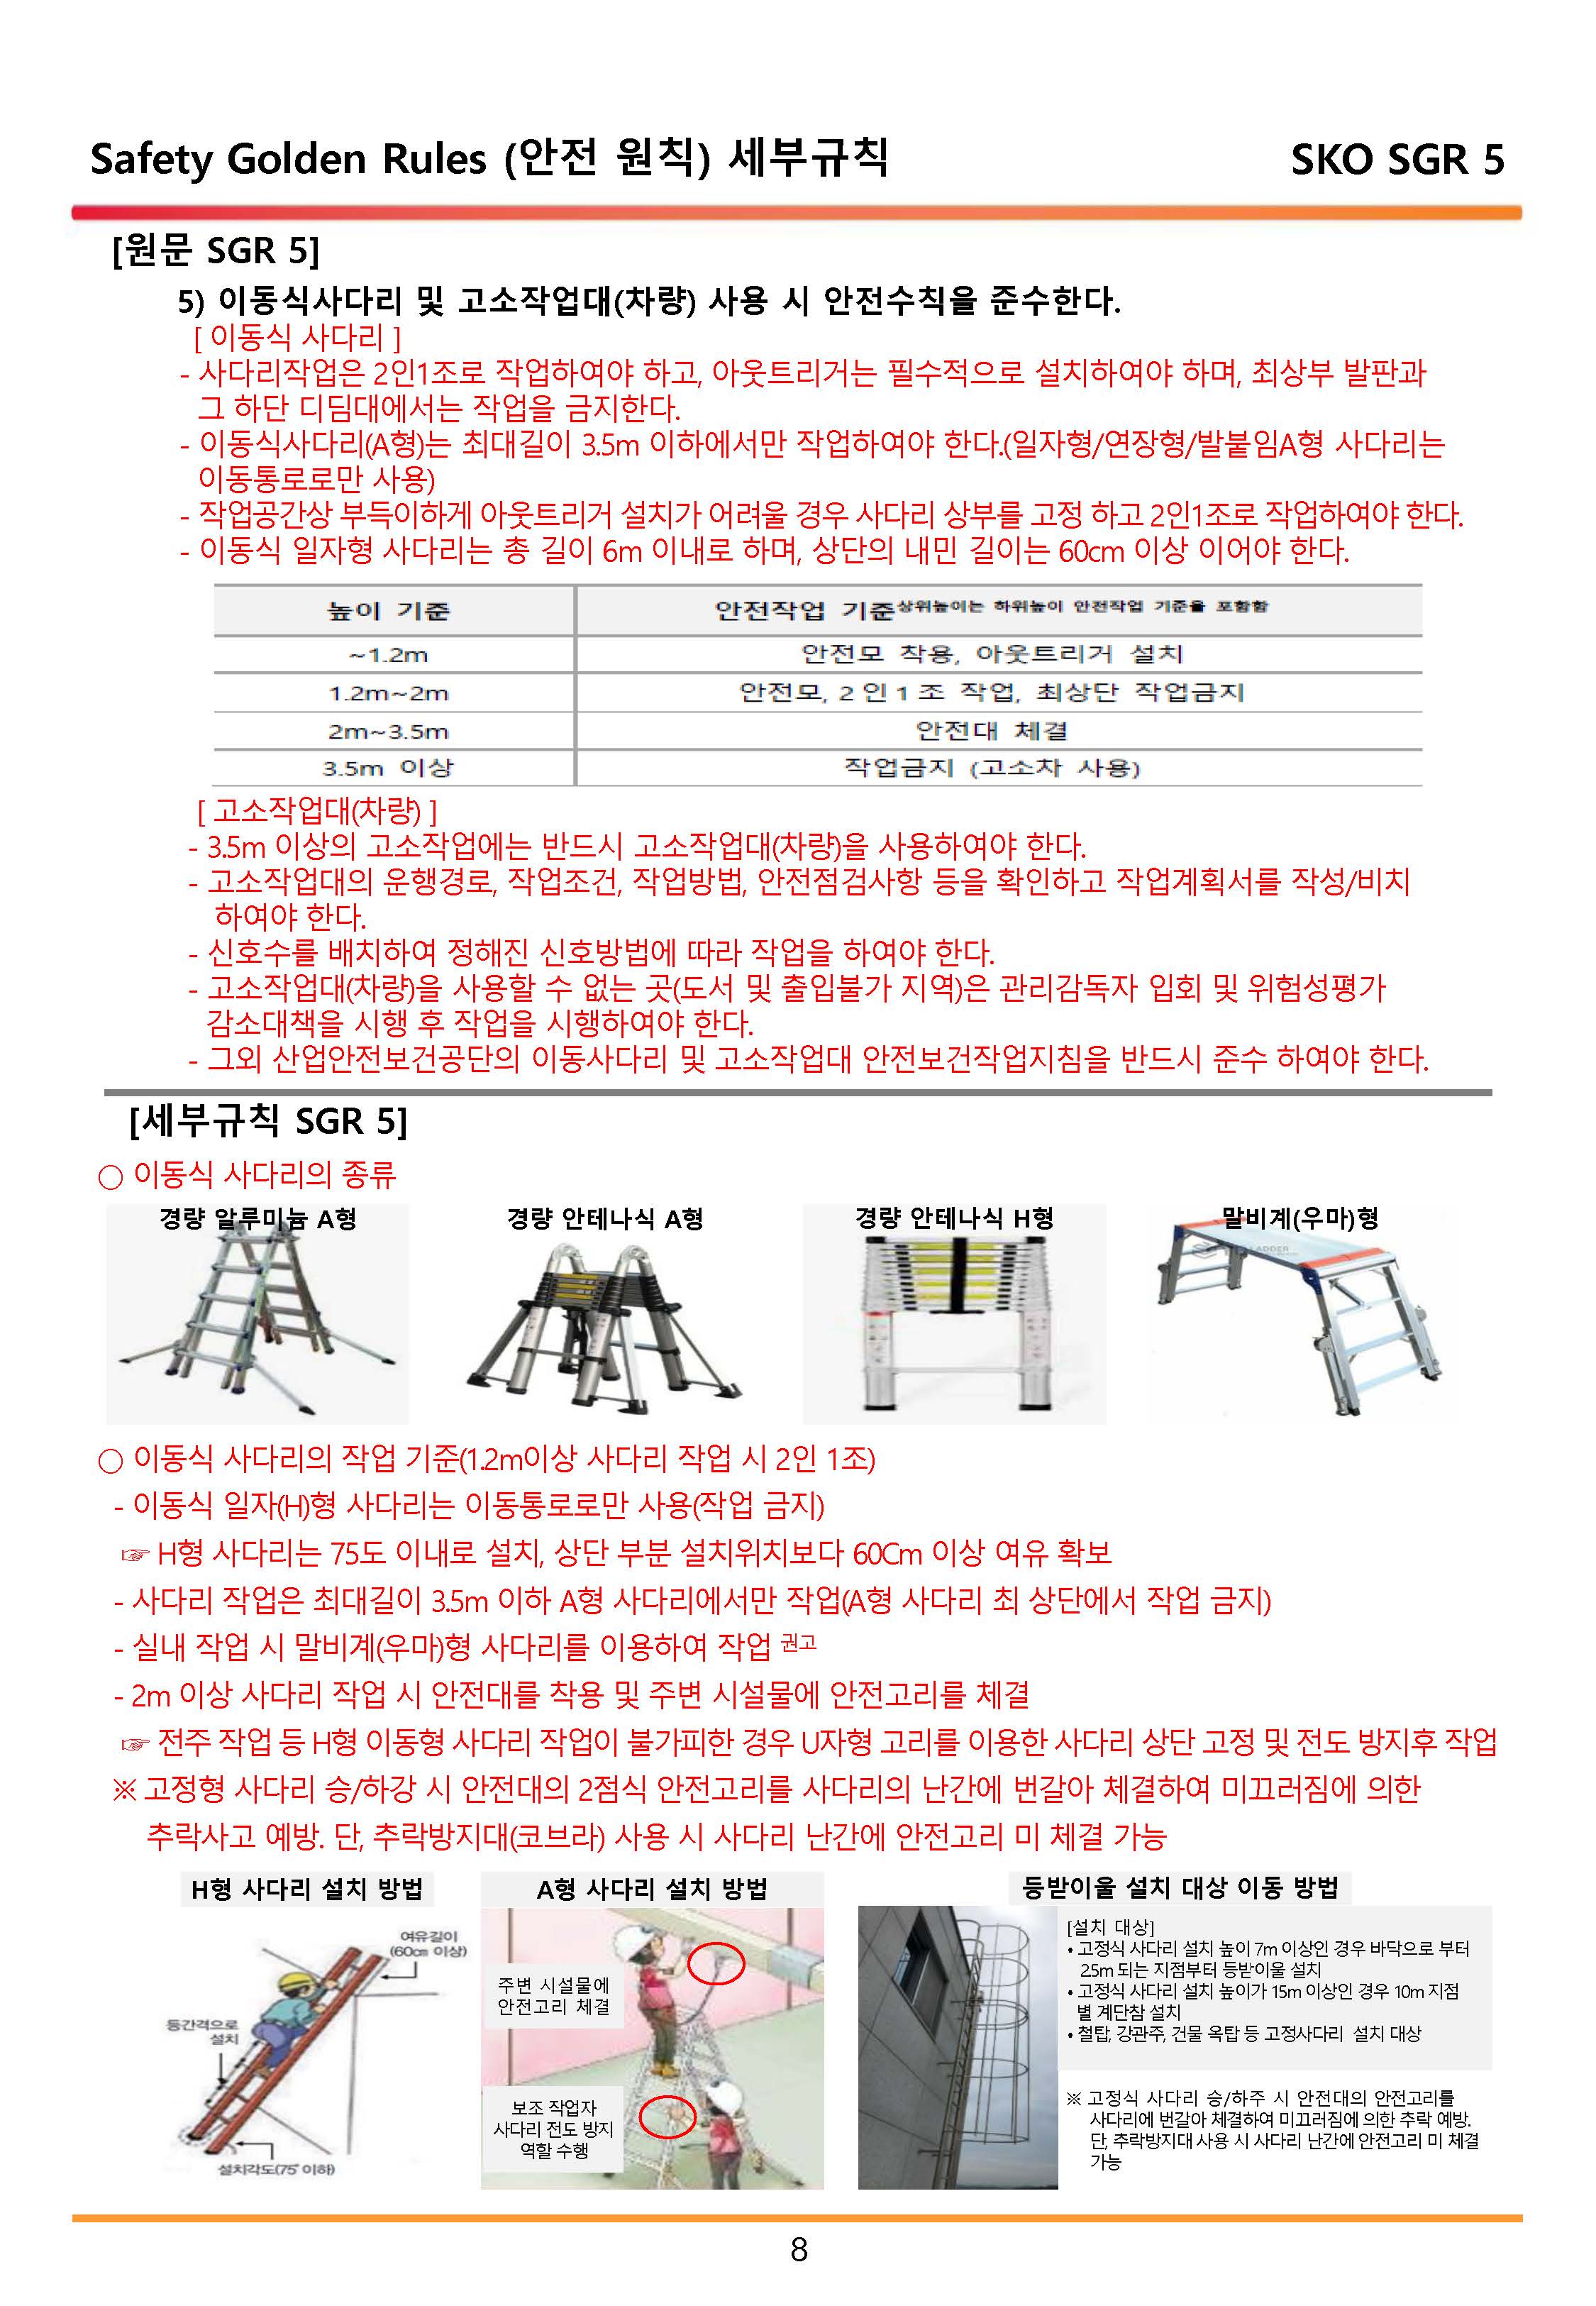 Safety Golden Rules (안전 원칙) 세부규칙
SKO SGR 5
[원문 SGR 5]
5) 이동식사다리 및 고소작업대(차량) 사용 시 안전수칙을 준수한다.
[ 이동식 사다리 ]
- 사다리작업은 2인1조로 작업하여야 하고, 아웃트리거는 필수적으로 설치하여야 하며, 최상부 발판과
그 하단 디딤대에서는 작업을 금지한다.
- 이동식사다리(A형)는 최대길이 3.5m 이하에서만 작업하여야 한다.(일자형/연장형/발붙임A형 사다리는
이동통로로만 사용)
- 작업공간상 부득이하게 아웃트리거 설치가 어려울 경우 사다리 상부를 고정 하고 2인1조로 작업하여야 한다.
- 이동식 일자형 사다리는 총 길이 6m 이내로 하며, 상단의 내민 길이는 60cm 이상 이어야 한다.
높이 기준 안전작업 기준 상위높이는 하위높이 안전작업 기준을 포함함
~1.2m 안전모 착용, 아웃트리거 설치
1.2m~2m 안전모, 2인1조 작업, 최상단 작업금지
2m~3.5m 안전대 체결
3.5m 이상 작업금지 (고소차 사용)
[ 고소작업대(차량) ]
- 3.5m 이상의 고소작업에는 반드시 고소작업대(차량)을 사용하여야 한다.
- 고소작업대의 운행경로, 작업조건, 작업방법, 안전점검사항 등을 확인하고 작업계획서를 작성/비치
하여야 한다.
- 신호수를 배치하여 정해진 신호방법에 따라 작업을 하여야 한다.
- 고소작업대(차량)을 사용할 수 없는 곳(도서 및 출입불가 지역)은 관리감독자 입회 및 위험성평가
감소대책을 시행 후 작업을 시행하여야 한다.
- 그외 산업안전보건공단의 이동사다리 및 고소작업대 안전보건작업지침을 반드시 준수 하여야 한다.
[세부규칙 SGR 5]
○ 이동식 사다리의 종류
경량 알루미늄 A형
경량 안테나식 A형
경량 안테나식 H형
말비계(우마)형
LADDER
○ 이동식 사다리의 작업 기준(1.2m이상 사다리 작업 시 2인 1조)
- 이동식 일자(H)형 사다리는 이동통로로만 사용(작업 금지)
☞ H형 사다리는 75도 이내로 설치, 상단 부분 설치위치보다 60Cm 이상 여유 확보
- 사다리 작업은 최대길이 3.5m 이하 A형 사다리에서만 작업(A형 사다리 최 상단에서 작업 금지)
- 실내 작업 시 말비계(우마)형 사다리를 이용하여 작업 권고
- 2m 이상 사다리 작업 시 안전대를 착용 및 주변 시설물에 안전고리를 체결
☞ 전주 작업 등 H형 이동형 사다리 작업이 불가피한 경우 U자형 고리를 이용한 사다리 상단 고정 및 전도 방지후 작업
※ 고정형 사다리 승/하강 시 안전대의 2점식 안전고리를 사다리의 난간에 번갈아 체결하여 미끄러짐에 의한
추락사고 예방. 단, 추락방지대(코브라) 사용 시 사다리 난간에 안전고리 미 체결 가능
H형 사다리 설치 방법
여유길이
(60㎝ 이상)
등간격으로
설치
설치각도(75° 이하)
A형 사다리 설치 방법
주변 시설물에
안전고리 체결
보조 작업자
사다리 전도 방지
역할 수행
등받이울 설치 대상 이동 방법
[설치 대상]
• 고정식 사다리 설치 높이 7m 이상인 경우 바닥으로 부터
2.5m 되는 지점부터 등받이울 설치
• 고정식 사다리 설치 높이가 15m 이상인 경우 10m 지점
별 계단참 설치
• 철탑, 강관주, 건물 옥탑 등 고정사다리 설치 대상
※ 고정식 사다리 승/하주 시 안전대의 안전고리를
사다리에 번갈아 체결하여 미끄러짐에 의한 추락 예방.
단, 추락방지대 사용 시 사다리 난간에 안전고리 미 체결
가능
8